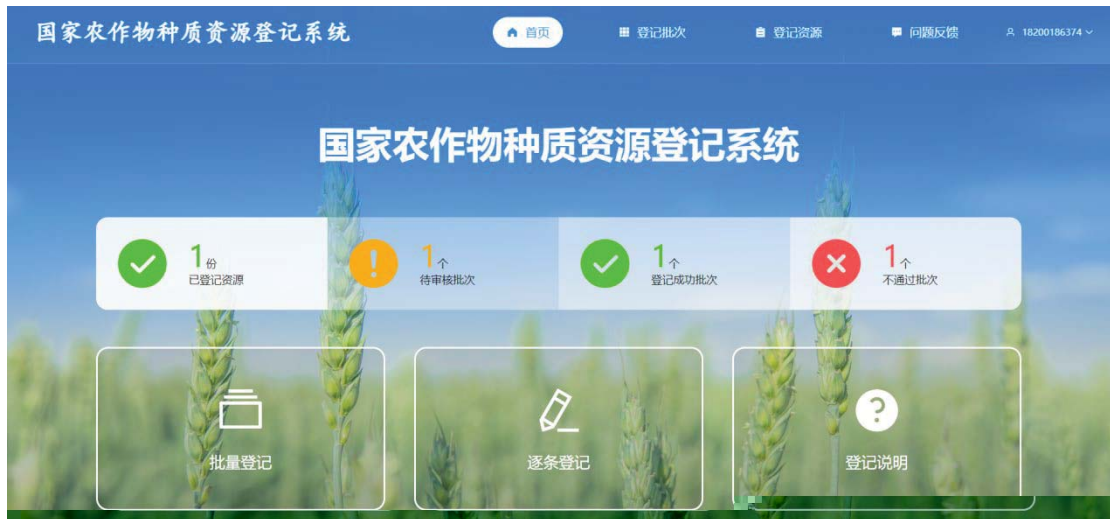 国家农作物种质资源登记系统
首页
登记批次
登记资源
问题反馈
18200186374
国家农作物种质资源登记系统
1份
已登记资源
1个
待审核批次
1个
登记成功批次
1个
不通过批次
批量登记
逐条登记
登记说明